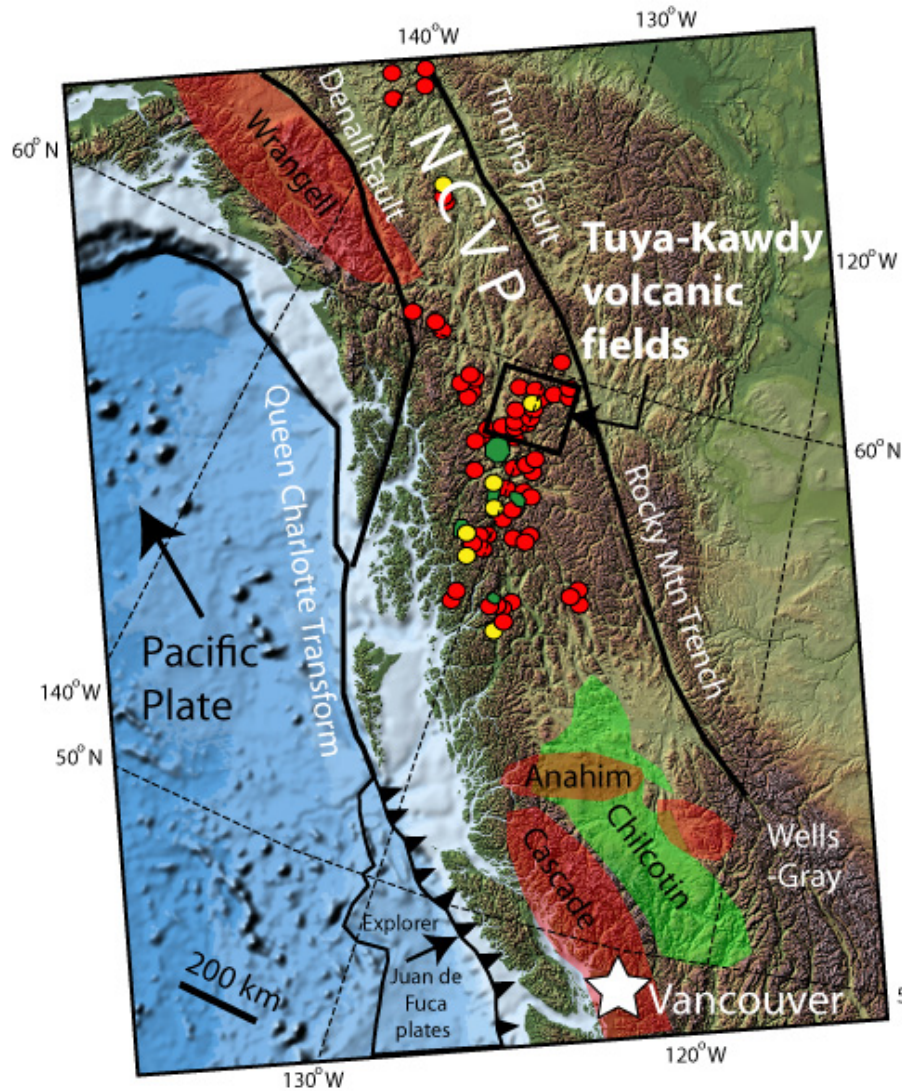 140°W
130°W
60°N
Wrangell
Denali Fault
NCVP
Tintina Fault
Tuya-Kawdy
volcanic
fields
120°W
60°N
Queen Charlotte Transform
Rocky Mtn Trench
Pacific
Plate
140°W
50°N
Anahim
Chilcotin
Cascade
Wells
-Gray
Explorer
Juan de
Fuca
plates
200 km
Vancouver
130°W
120°W